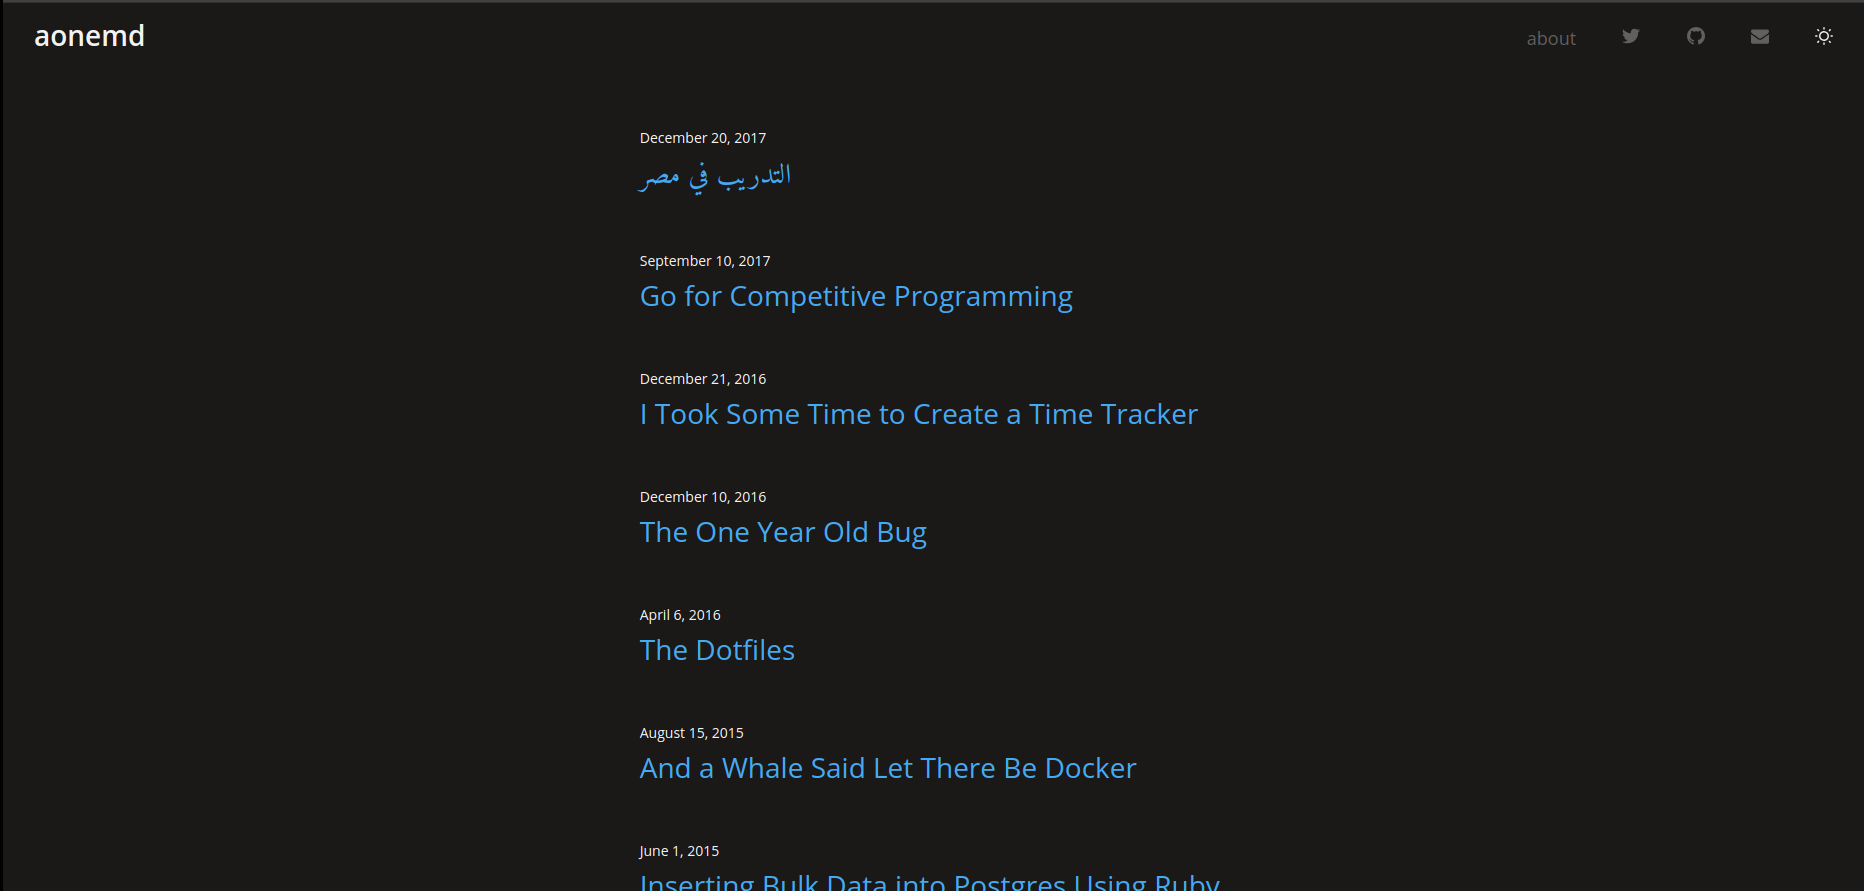 aonemd
about
December 20, 2017
التدريب في مصر
September 10, 2017
Go for Competitive Programming
December 21, 2016
I Took Some Time to Create a Time Tracker
December 10, 2016
The One Year Old Bug
April 6, 2016
The Dotfiles
August 15, 2015
And a Whale Said Let There Be Docker
June 1, 2015
Inserting Bulk Data into Postgres Using Ruby